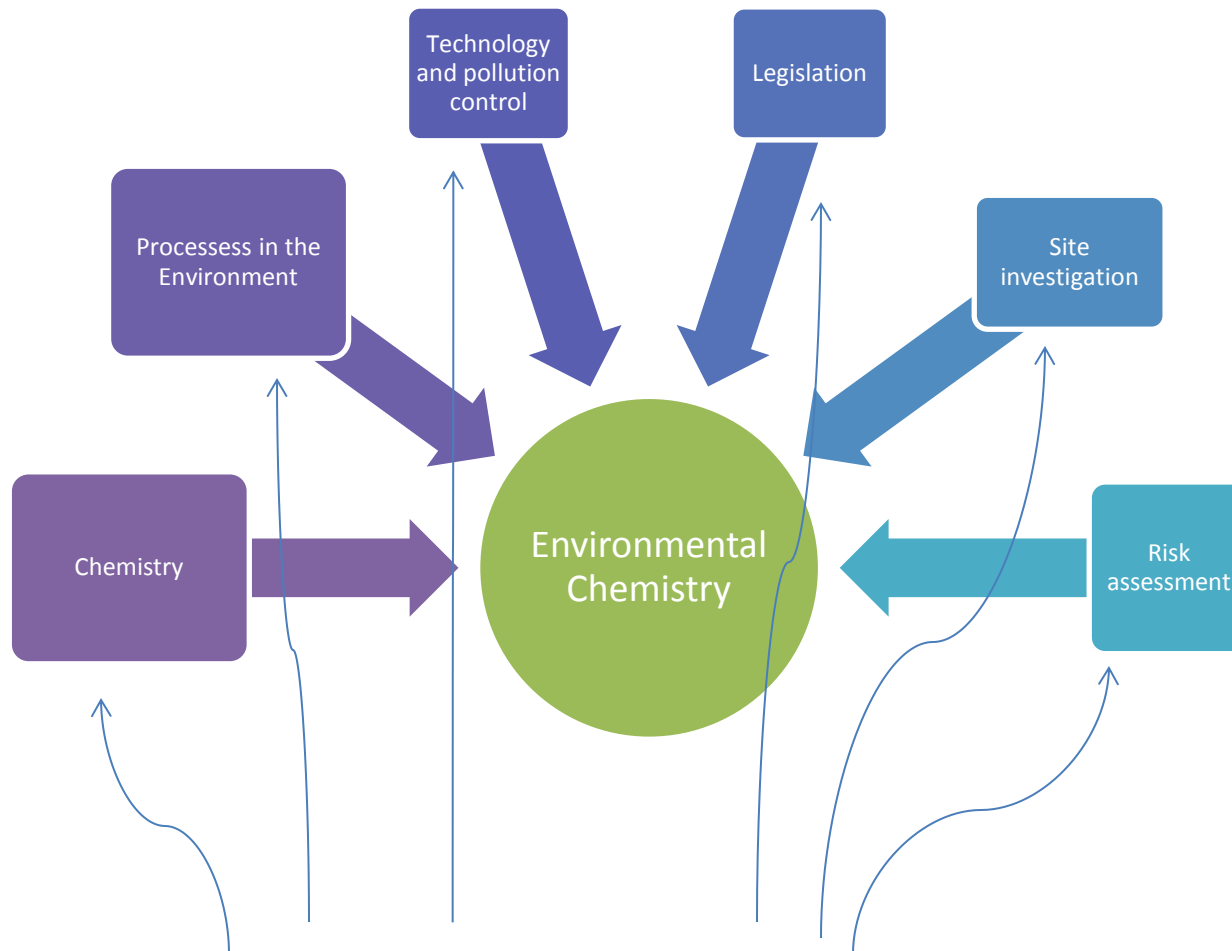 Technology
and pollution
control
Legislation
Processess in the
Environment
Site
investigation
Environmental
Chemistry
Chemistry
Risk
assessment